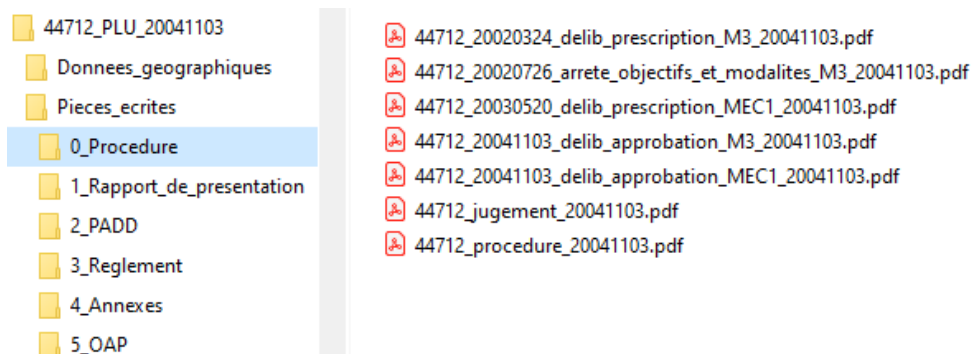 44712_PLU_20041103
Donnees_geographiques
Pieces_ecrites
0_Procedure
1_Rapport_de_presentation
2_PADD
3_Reglement
4_Annexes
5_OAP
44712_20020324_delib_prescription_M3_20041103.pdf
44712_20020726_arrete_objectifs_et_modalites_M3_20041103.pdf
44712_20030520_delib_prescription_MEC1_20041103.pdf
44712_20041103_delib_approbation_M3_20041103.pdf
44712_20041103_delib_approbation_MEC1_20041103.pdf
44712_jugement_20041103.pdf
44712_procedure_20041103.pdf